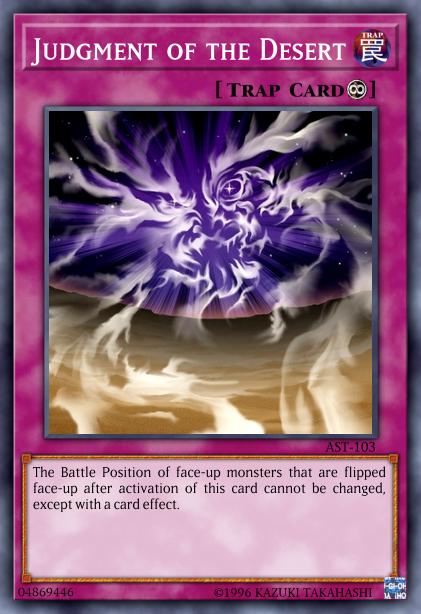 JUDGMENT OF THE DESERT
TRAP
罠
[TRAP CARD]
AST-103
The Battle Position of face-up monsters that are flipped
face-up after activation of this card cannot be changed,
except with a card effect.
04869446
©1996 KAZUKI TAKAHASHI